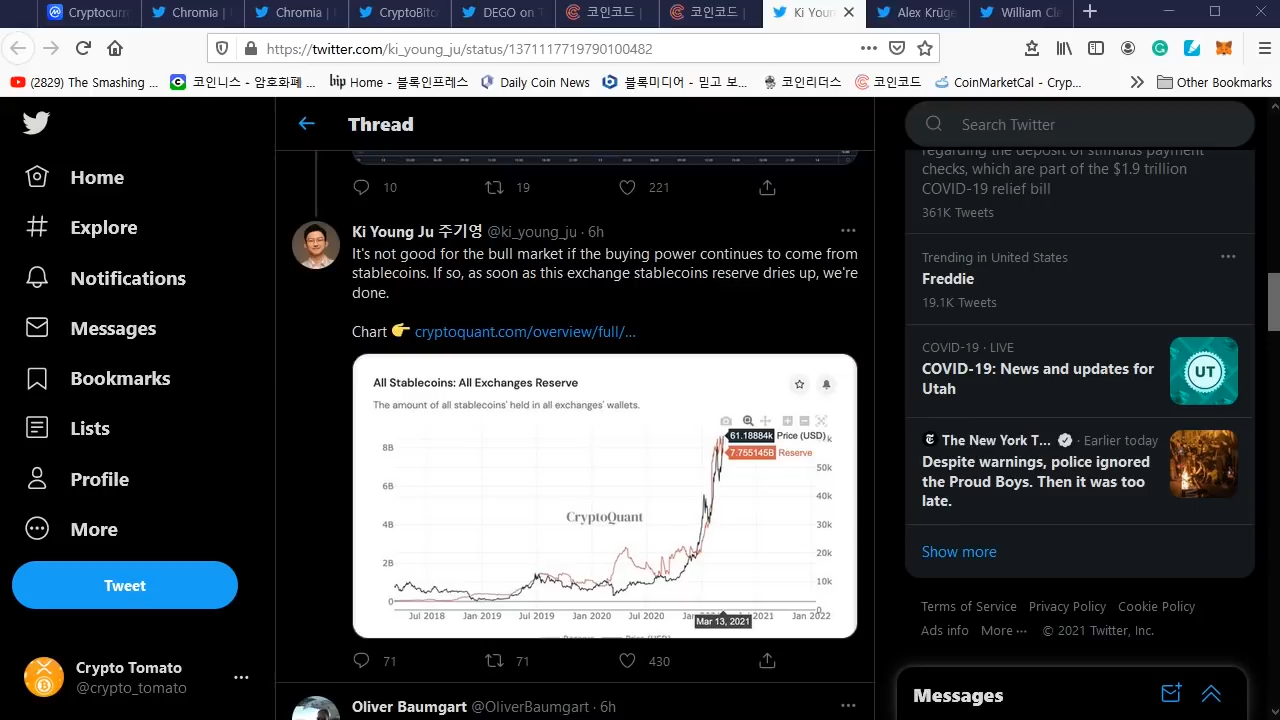 Cryptocurr
Chromia |
Chromia |
CryptoBitc
DEGO on T
코인코드 |
코인코드 |
Ki Youn
Alex Krüge
William Cle
https://twitter.com/ki_young_ju/status/1371117719790100482
(2829) The Smashing ...
코인니스 - 암호화폐 ...
bip Home - 블록인프레스
Daily Coin News
블록미디어 - 믿고 보...
코인리더스
코인코드
CoinMarketCal - Cryp...
Other Bookmarks
Home
Explore
Notifications
Messages
Bookmarks
Lists
Profile
More
Tweet
Crypto Tomato
@crypto_tomato
Thread
10
19
221
Ki Young Ju 주기영 @ki_young_ju · 6h
It's not good for the bull market if the buying power continues to come from
stablecoins. If so, as soon as this exchange stablecoins reserve dries up, we're
done.
Chart 👉 cryptoquant.com/overview/full/...
All Stablecoins: All Exchanges Reserve
The amount of all stablecoins' held in all exchanges' wallets.
61.18884k Price (USD)
7.755145B Reserve
8B
6B
4B
2B
0
50k
40k
30k
20k
10k
0
CryptoQuant
Jul 2018
Jan 2019
Jul 2019
Jan 2020
Jul 2020
Mar 13, 2021
Jan 2022
Reserve
Price (USD)
71
71
430
Oliver Baumgart @OliverBaumgart · 6h
Search Twitter
regarding the deposit of stimulus payment
checks, which are part of the $1.9 trillion
COVID-19 relief bill
361K Tweets
Trending in United States
Freddie
19.1K Tweets
COVID-19 · LIVE
COVID-19: News and updates for
Utah
UT
The New York T... · Earlier today
Despite warnings, police ignored
the Proud Boys. Then it was too
late.
Show more
Terms of Service Privacy Policy Cookie Policy
Ads info More ··· © 2021 Twitter, Inc.
Messages